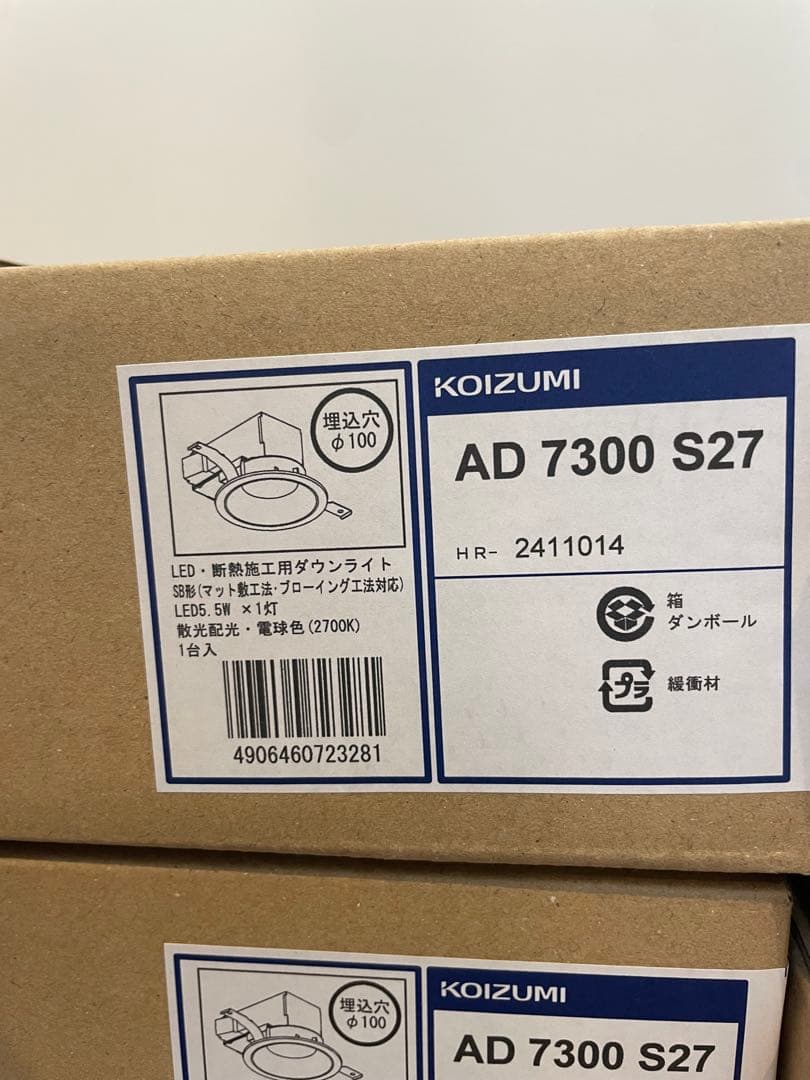 埋込穴
φ100
LED・断熱施工用ダウンライト
SB形(マット敷工法・ブローイング工法対応)
LED5.5W ×1灯
散光配光・電球色(2700K)
1台入
4906460723281
KOIZUMI
AD 7300 S27
HR- 2411014
箱
ダンボール
プラ
緩衝材
埋込穴
φ100
KOIZUMI
AD 7300 S27